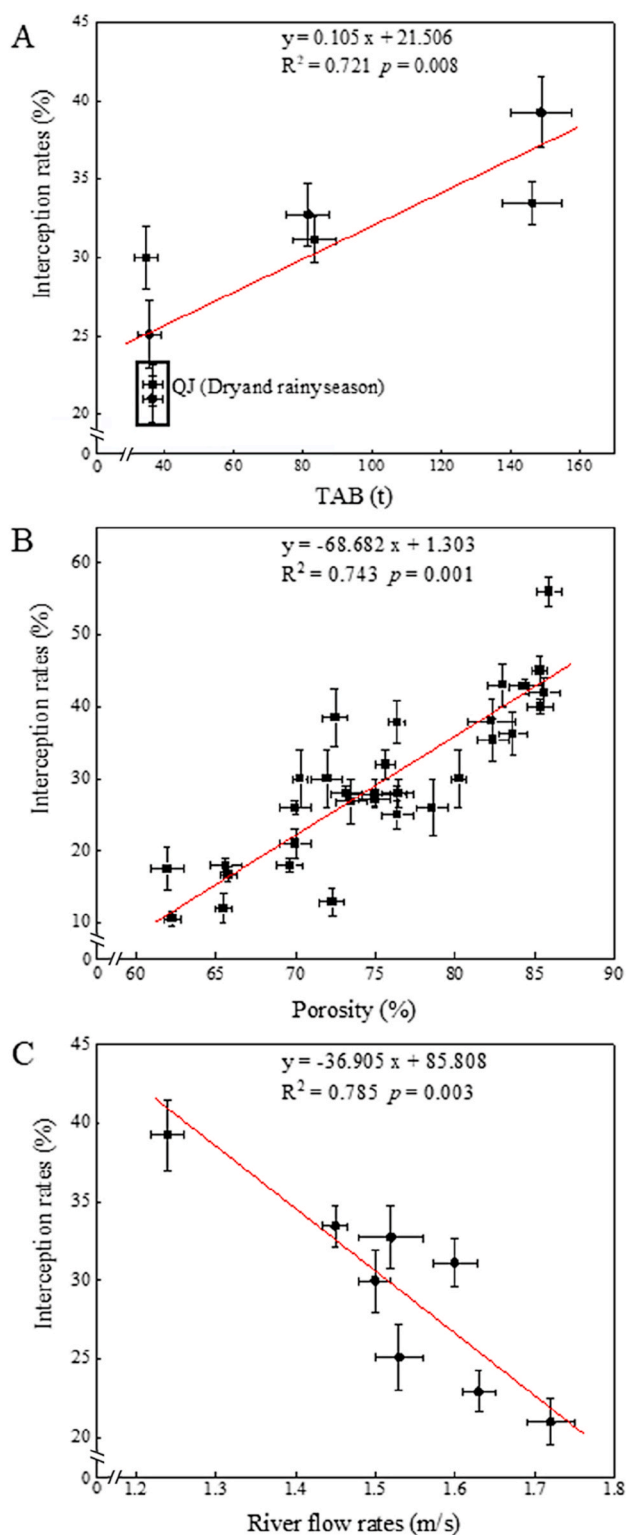 A
y = 0.105 x + 21.506
R² = 0.721 p = 0.008
Interception rates (%)
45
40
35
30
25
20
0
QJ (Dryand rainyseason)
0 40 60 80 100 120 140 160
TAB (t)
B
y = -68.682 x + 1.303
R² = 0.743 p = 0.001
Interception rates (%)
60
50
40
30
20
10
0
0 60 65 70 75 80 85 90
Porosity (%)
C
y = -36.905 x + 85.808
R² = 0.785 p = 0.003
Interception rates (%)
45
40
35
30
25
20
0
0 1.2 1.3 1.4 1.5 1.6 1.7 1.8
River flow rates (m/s)